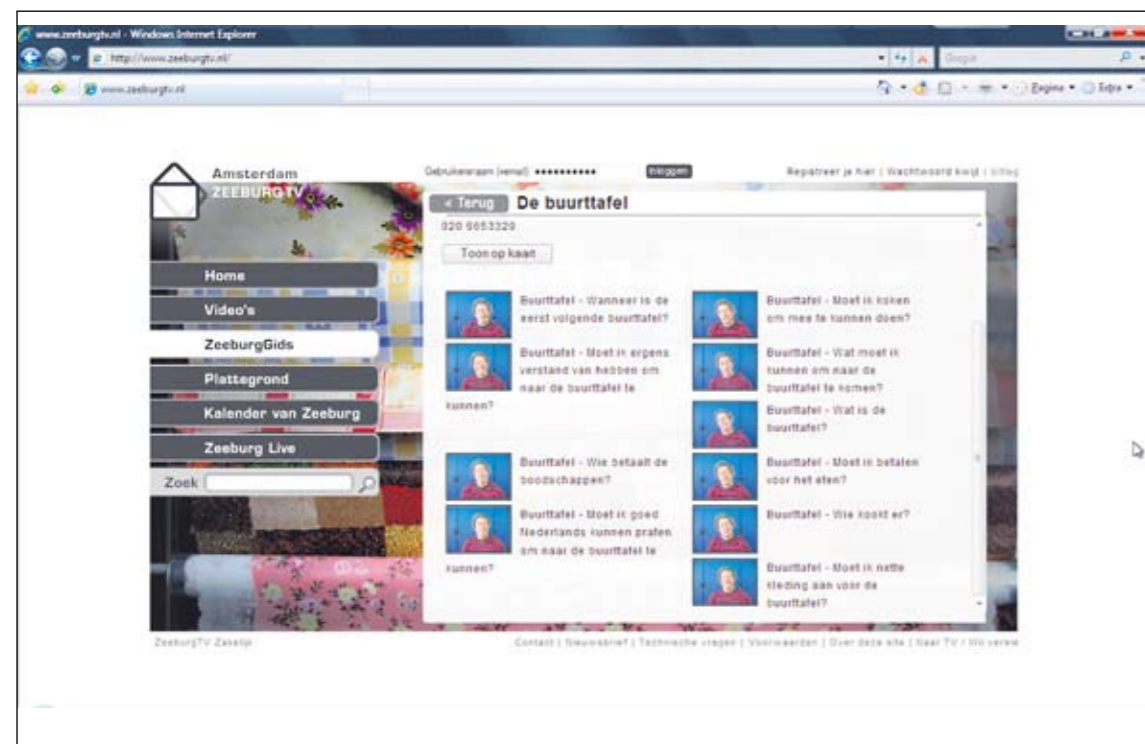 www.zeeburgtv.nl - Windows Internet Explorer
http://www.zeeburgtv.nl/
Google
www.zeeburgtv.nl
Pagina
Extra
Amsterdam
ZEEBURG TV
Gebruikersnaam (email)
Inloggen
Registreer je hier | Wachtwoord kwijt |
< Terug
De buurttafel
020 6653320
Toon op kaart
Home
Video's
ZeeburgGids
Plattegrond
Kalender van Zeeburg
Zeeburg Live
Zoek
Buurttafel - Wanneer is de
eerst volgende buurttafel?
Buurttafel - Moet ik koken
om mee te kunnen doen?
Buurttafel - Moet ik ergens
verstand van hebben om
naar de buurttafel te
kunnen?
Buurttafel - Wat moet ik
kunnen om naar de
buurttafel te komen?
Buurttafel - Wat is de
buurttafel?
Buurttafel - Wie betaalt de
boodschappen?
Buurttafel - Moet ik betalen
voor het eten?
Buurttafel - Moet ik goed
Nederlands kunnen praten
om naar de buurttafel te
kunnen?
Buurttafel - Wie kookt er?
Buurttafel - Moet ik nette
kleding aan voor de
buurttafel?
ZeeburgTV Zakelijk
Contact | Nieuwsbrief | Technische vragen | Voorwaarden | Over deze site | Naar TV / Wii versie